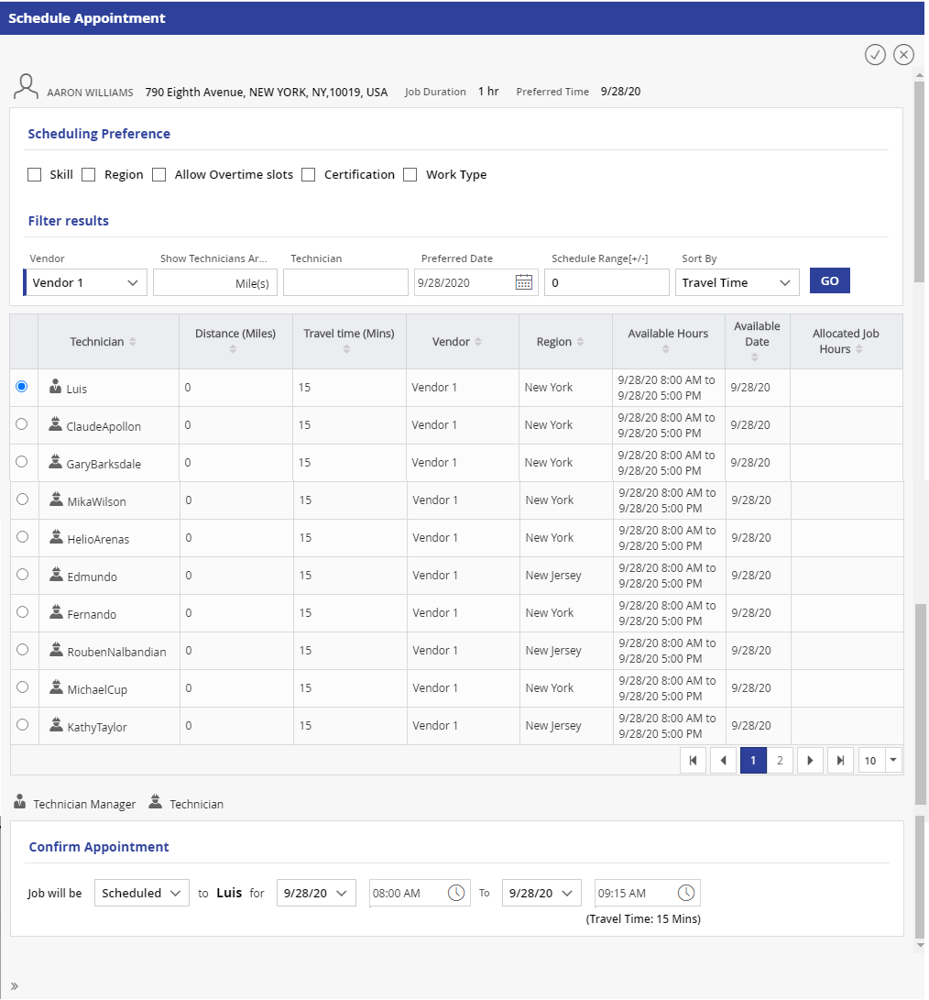 Schedule Appointment
AARON WILLIAMS 790 Eighth Avenue, NEW YORK, NY,10019, USA Job Duration 1 hr Preferred Time 9/28/20
Scheduling Preference
Skill Region Allow Overtime slots Certification Work Type
Filter results
Vendor Show Technicians Ar... Technician Preferred Date Schedule Range[+/-] Sort By
Vendor 1 Mile(s) 9/28/2020 0 Travel Time GO
Technician Distance (Miles) Travel time (Mins) Vendor Region Available Hours Available Date Allocated Job Hours
Luis 0 15 Vendor 1 New York 9/28/20 8:00 AM to 9/28/20 5:00 PM 9/28/20
ClaudeApollon 0 15 Vendor 1 New York 9/28/20 8:00 AM to 9/28/20 5:00 PM 9/28/20
GaryBarksdale 0 15 Vendor 1 New York 9/28/20 8:00 AM to 9/28/20 5:00 PM 9/28/20
MikaWilson 0 15 Vendor 1 New York 9/28/20 8:00 AM to 9/28/20 5:00 PM 9/28/20
HelioArenas 0 15 Vendor 1 New York 9/28/20 8:00 AM to 9/28/20 5:00 PM 9/28/20
Edmundo 0 15 Vendor 1 New Jersey 9/28/20 8:00 AM to 9/28/20 5:00 PM 9/28/20
Fernando 0 15 Vendor 1 New York 9/28/20 8:00 AM to 9/28/20 5:00 PM 9/28/20
RoubenNalbandian 0 15 Vendor 1 New Jersey 9/28/20 8:00 AM to 9/28/20 5:00 PM 9/28/20
MichaelCup 0 15 Vendor 1 New York 9/28/20 8:00 AM to 9/28/20 5:00 PM 9/28/20
KathyTaylor 0 15 Vendor 1 New Jersey 9/28/20 8:00 AM to 9/28/20 5:00 PM 9/28/20
1 2 10
Technician Manager Technician
Confirm Appointment
Job will be Scheduled to Luis for 9/28/20 08:00 AM To 9/28/20 09:15 AM
(Travel Time: 15 Mins)
»